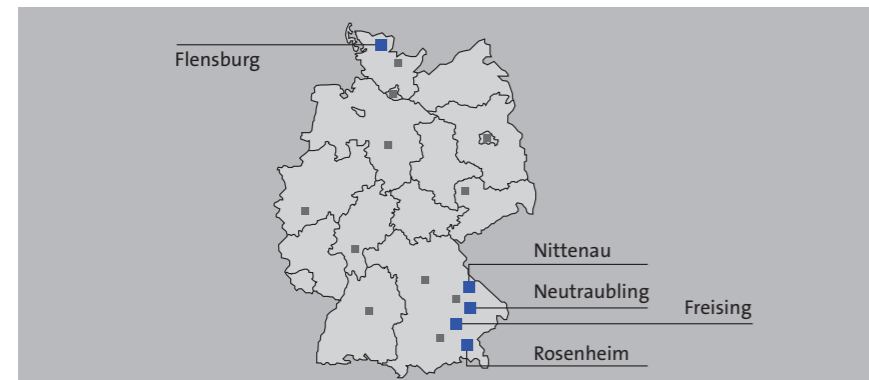 Flensburg
Nittenau
Neutraubling
Freising
Rosenheim